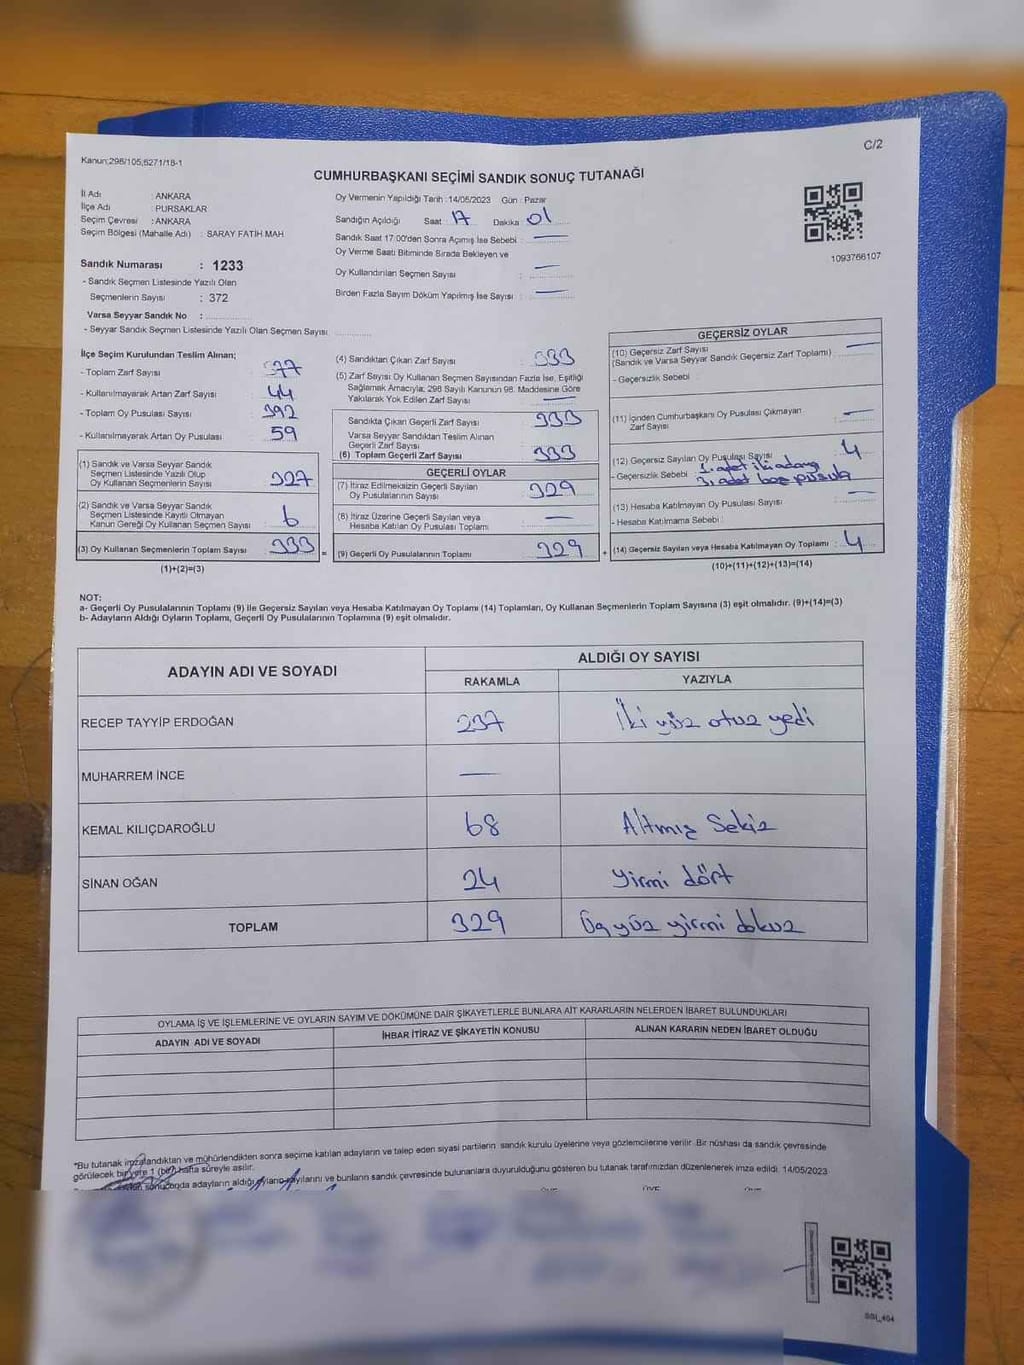 C/2
Kanun:298/105,6271/18-1
CUMHURBAŞKANI SEÇİMİ SANDIK SONUÇ TUTANAĞI
İl Adı : ANKARA
İlçe Adı : PURSAKLAR
Seçim Çevresi : ANKARA
Seçim Bölgesi (Mahalle Adı) : SARAY FATİH MAH
Oy Vermenin Yapıldığı Tarih :14/05/2023 Gün : Pazar
Sandığın Açıldığı Saat : 17 Dakika : 01
Sandık Saat 17:00'den Sonra Açımış İse Sebebi : —
Oy Verme Saati Bitiminde Sırada Bekleyen ve
Oy Kullandırılan Seçmen Sayısı : —
Birden Fazla Sayım Döküm Yapılmış İse Sayısı : —
1093766107
Sandık Numarası : 1233
- Sandık Seçmen Listesinde Yazılı Olan
Seçmenlerin Sayısı : 372
Varsa Seyyar Sandık No :
- Seyyar Sandık Seçmen Listesinde Yazılı Olan Seçmen Sayısı
İlçe Seçim Kurulundan Teslim Alınan;
- Toplam Zarf Sayısı : 377
- Kullanılmayarak Artan Zarf Sayısı : 44
- Toplam Oy Pusulası Sayısı : 392
- Kullanılmayarak Artan Oy Pusulası : 59
(1) Sandık ve Varsa Seyyar Sandık
Seçmen Listesinde Yazılı Olup
Oy Kullanan Seçmenlerin Sayısı : 327
(2) Sandık ve Varsa Seyyar Sandık
Seçmen Listesinde Kayıtlı Olmayan
Kanun Gereği Oy Kullanan Seçmen Sayısı : 6
(3) Oy Kullanan Seçmenlerin Toplam Sayısı : 333
(1)+(2)=(3)
(4) Sandıktan Çıkan Zarf Sayısı : 333
(5) Zarf Sayısı Oy Kullanan Seçmen Sayısından Fazla İse, Eşitliği
Sağlamak Amacıyla; 298 Sayılı Kanunun 98. Maddesine Göre
Yakılarak Yok Edilen Zarf Sayısı : —
Sandıkta Çıkan Geçerli Zarf Sayısı : 333
Varsa Seyyar Sandıktan Teslim Alınan
Geçerli Zarf Sayısı
(6) Toplam Geçerli Zarf Sayısı : 333
GEÇERLİ OYLAR
(7) İtiraz Edilmeksizin Geçerli Sayılan
Oy Pusulalarının Sayısı : 329
(8) İtiraz Üzerine Geçerli Sayılan veya
Hesaba Katılan Oy Pusulası Toplamı : —
(9) Geçerli Oy Pusulalarının Toplamı : 329
GEÇERSİZ OYLAR
(10) Geçersiz Zarf Sayısı : —
(Sandık ve Varsa Seyyar Sandık Geçersiz Zarf Toplamı)
- Geçersizlik Sebebi :
(11) İçinden Cumhurbaşkanı Oy Pusulası Çıkmayan
Zarf Sayısı : —
(12) Geçersiz Sayılan Oy Pusulası Sayısı : 4
- Geçersizlik Sebebi : 1. adet iki adaya
3. adet boş pusula
(13) Hesaba Katılmayan Oy Pusulası Sayısı : —
- Hesaba Katılmama Sebebi :
(14) Geçersiz Sayılan veya Hesaba Katılmayan Oy Toplamı : 4
(10)+(11)+(12)+(13)=(14)
NOT:
a- Geçerli Oy Pusulalarının Toplamı (9) ile Geçersiz Sayılan veya Hesaba Katılmayan Oy Toplamı (14) Toplamları, Oy Kullanan Seçmenlerin Toplam Sayısına (3) eşit olmalıdır. (9)+(14)=(3)
b- Adayların Aldığı Oyların Toplamı, Geçerli Oy Pusulalarının Toplamına (9) eşit olmalıdır.
ADAYIN ADI VE SOYADI
ALDIĞI OY SAYISI
RAKAMLA YAZIYLA
RECEP TAYYİP ERDOĞAN 237 İki yüz otuz yedi
MUHARREM İNCE —
KEMAL KILIÇDAROĞLU 68 Altmış Sekiz
SİNAN OĞAN 24 Yirmi dört
TOPLAM 329 Üç yüz yirmi dokuz
OYLAMA İŞ VE İŞLEMLERİNE VE OYLARIN SAYIM VE DÖKÜMÜNE DAİR ŞİKAYETLERLE BUNLARA AİT KARARLARIN NELERDEN İBARET BULUNDUKLARI
ADAYIN ADI VE SOYADI İHBAR İTİRAZ VE ŞİKAYETİN KONUSU ALINAN KARARIN NEDEN İBARET OLDUĞU
*Bu tutanak imzalandıktan ve mühürlendikten sonra seçime katılan adayların ve talep eden siyasi partilerin sandık kurulu üyelerine veya gözlemcilerine verilir. Bir nüshası da sandık çevresinde
görülecek bir yere 1 (bir) hafta süreyle asılır.
sonucunda adayların aldığı oyların sayılarını ve bunların sandık çevresinde bulunanlara duyurulduğunu gösteren bu tutanak tarafımızdan düzenlenerek imza edildi. 14/05/2023
ÜYE ÜYE ÜYE